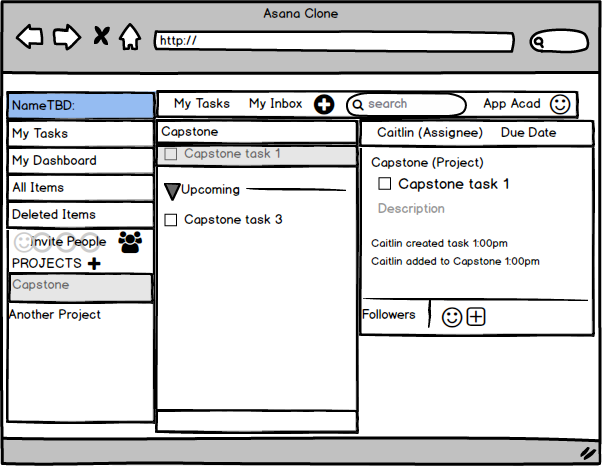 Asana Clone
http://
NameTBD:
My Tasks
My Dashboard
All Items
Deleted Items
Invite People
PROJECTS
Capstone
Another Project
My Tasks My Inbox search App Acad
Capstone
Capstone task 1
Upcoming
Capstone task 3
Caitlin (Assignee) Due Date
Capstone (Project)
Capstone task 1
Description
Caitlin created task 1:00pm
Caitlin added to Capstone 1:00pm
Followers